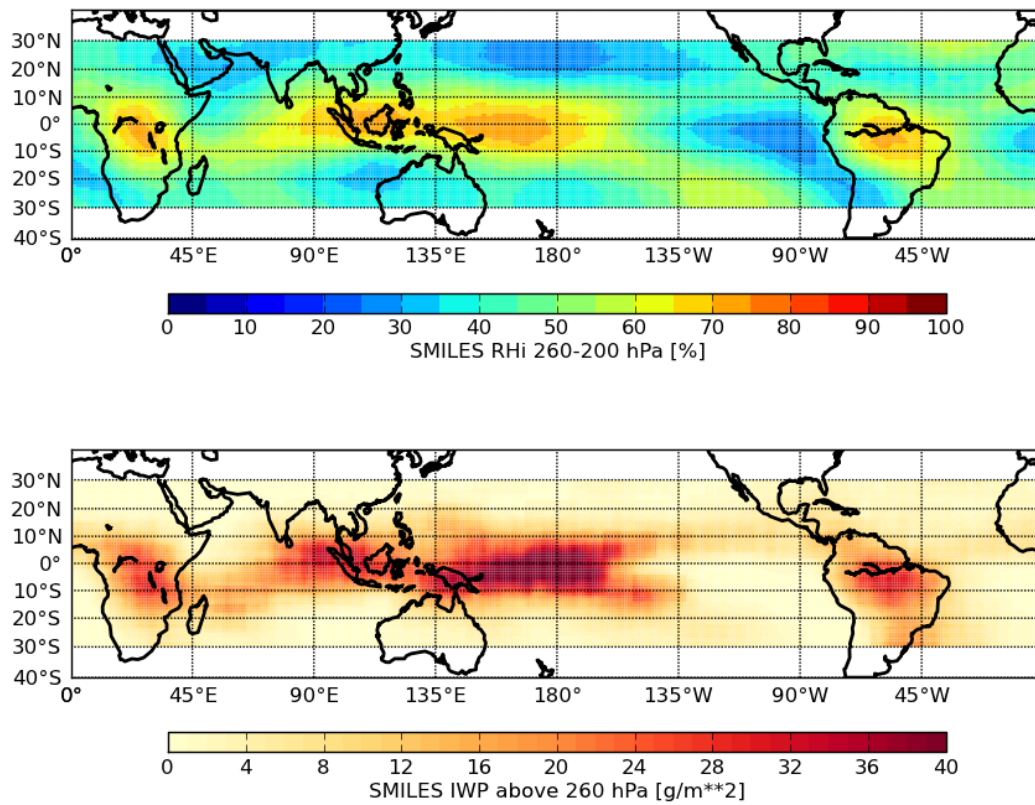 30°N
20°N
10°N
0°
10°S
20°S
30°S
40°S
0° 45°E 90°E 135°E 180° 135°W 90°W 45°W
0 10 20 30 40 50 60 70 80 90 100
SMILES RHi 260-200 hPa [%]
30°N
20°N
10°N
0°
10°S
20°S
30°S
40°S
0° 45°E 90°E 135°E 180° 135°W 90°W 45°W
0 4 8 12 16 20 24 28 32 36 40
SMILES IWP above 260 hPa [g/m**2]